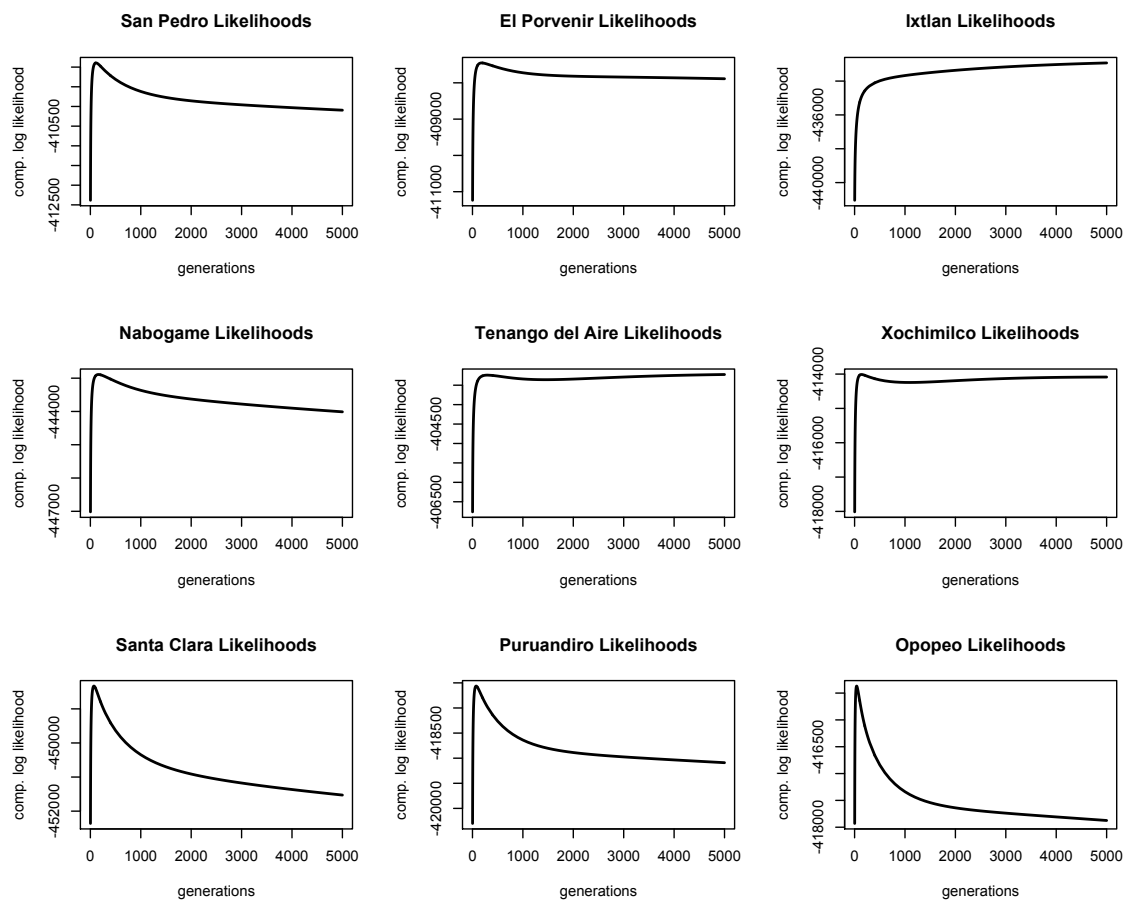 San Pedro Likelihoods
comp. log likelihood
-410500
-412500
0 1000 2000 3000 4000 5000
generations
El Porvenir Likelihoods
comp. log likelihood
-409000
-411000
0 1000 2000 3000 4000 5000
generations
Ixtlan Likelihoods
comp. log likelihood
-436000
-440000
0 1000 2000 3000 4000 5000
generations
Nabogame Likelihoods
comp. log likelihood
-444000
-447000
0 1000 2000 3000 4000 5000
generations
Tenango del Aire Likelihoods
comp. log likelihood
-404500
-406500
0 1000 2000 3000 4000 5000
generations
Xochimilco Likelihoods
comp. log likelihood
-414000
-416000
-418000
0 1000 2000 3000 4000 5000
generations
Santa Clara Likelihoods
comp. log likelihood
-450000
-452000
0 1000 2000 3000 4000 5000
generations
Puruandiro Likelihoods
comp. log likelihood
-418500
-420000
0 1000 2000 3000 4000 5000
generations
Opopeo Likelihoods
comp. log likelihood
-416500
-418000
0 1000 2000 3000 4000 5000
generations